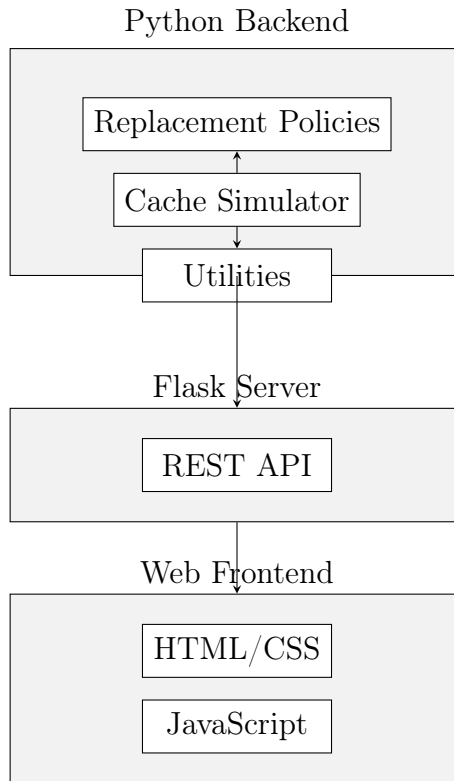 Python Backend
Replacement Policies
Cache Simulator
Utilities
Flask Server
REST API
Web Frontend
HTML/CSS
JavaScript